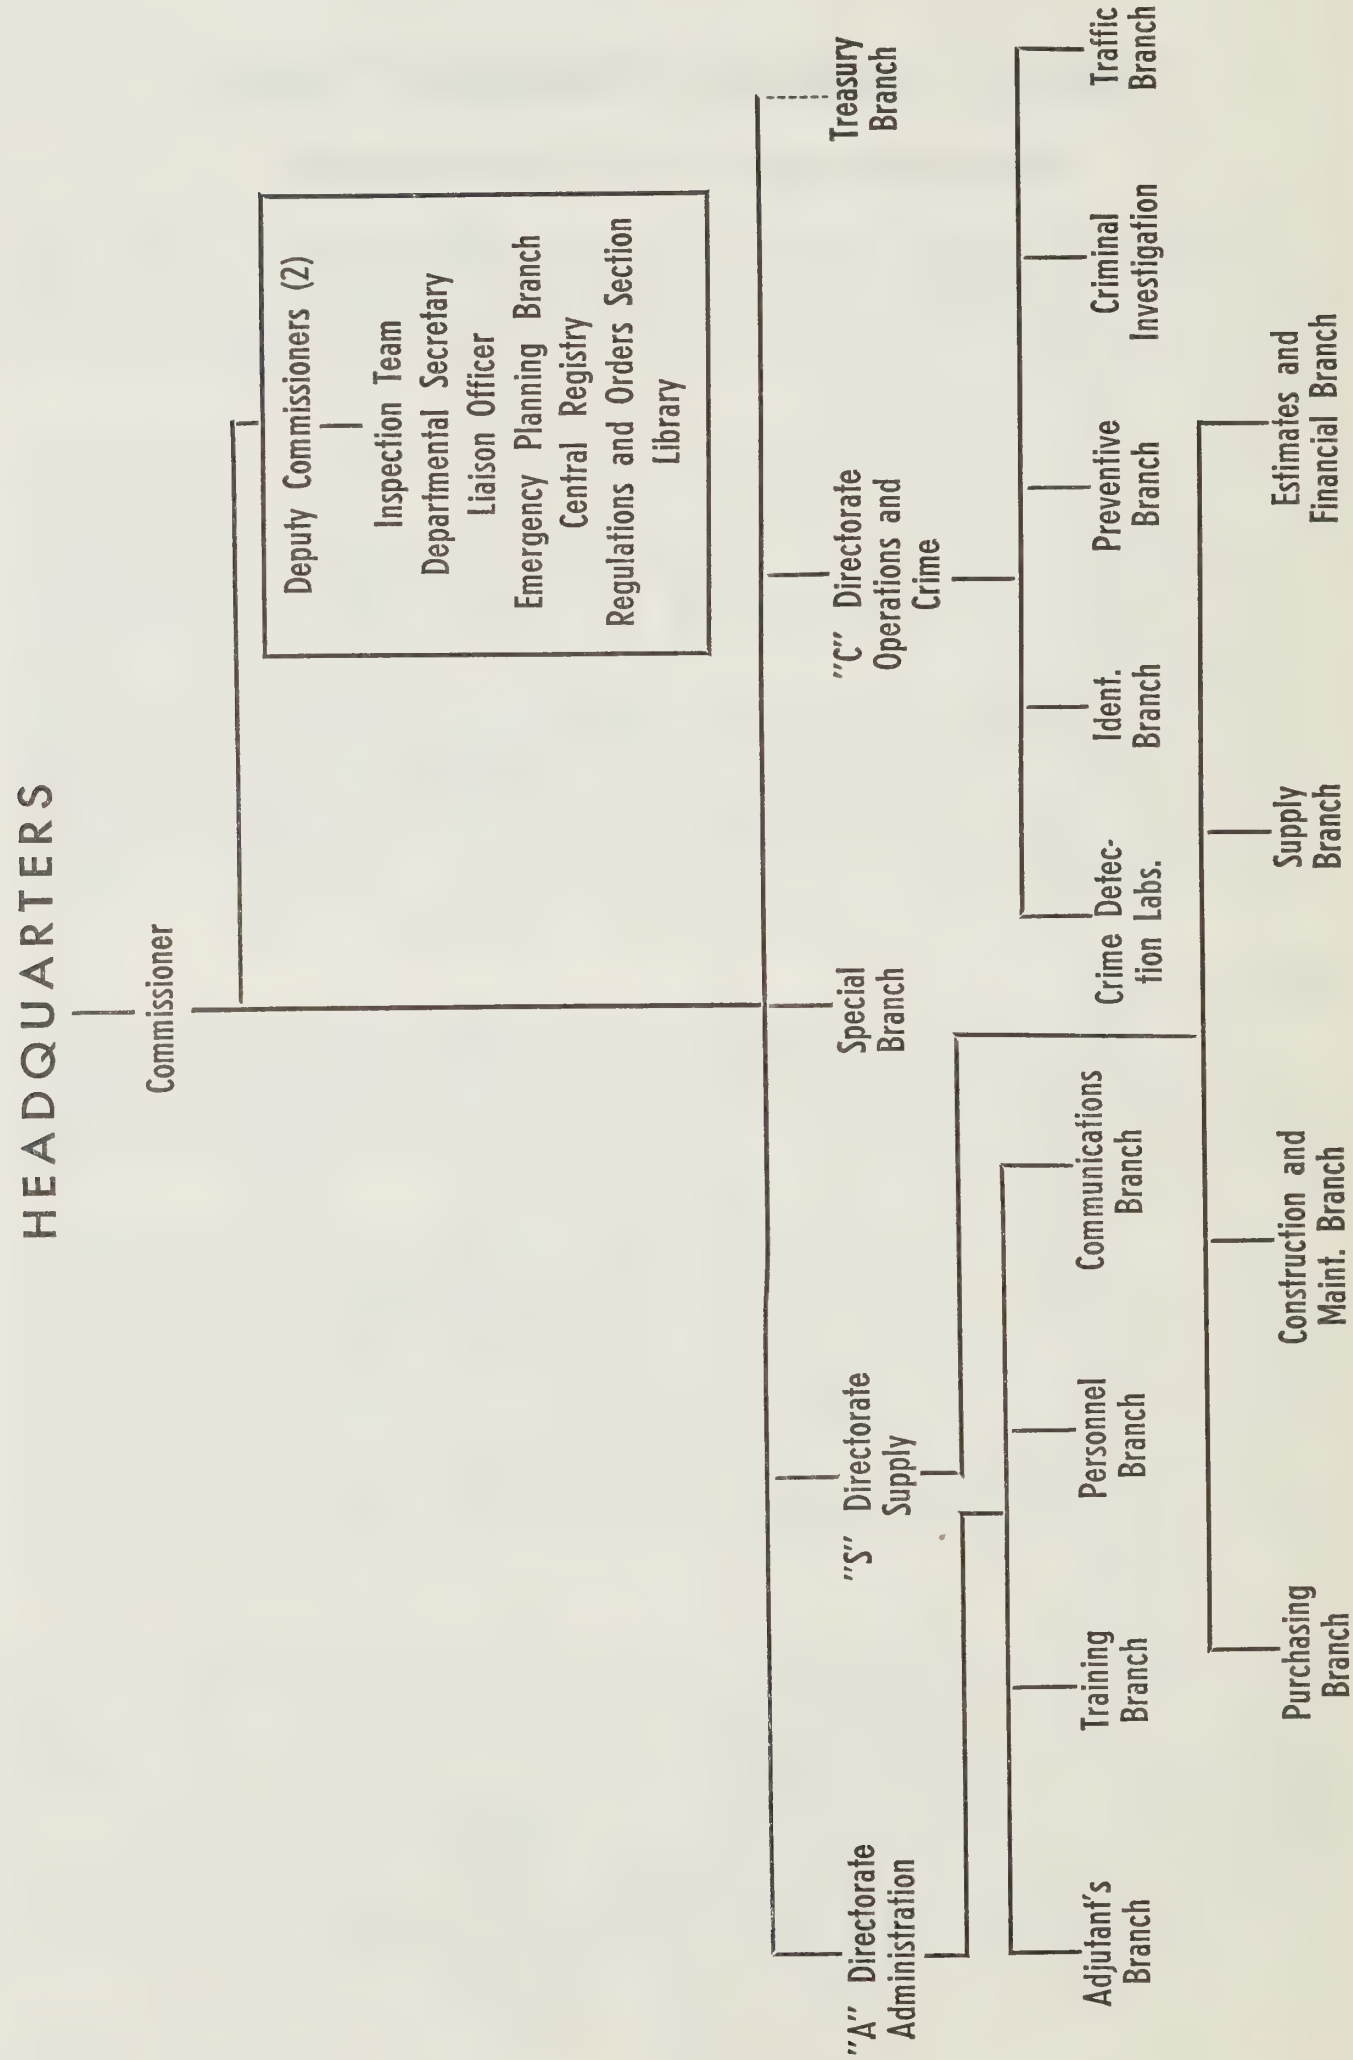 HEADQUARTERS
Commissioner
Deputy Commissioners (2)
Inspection Team
Departmental Secretary
Liaison Officer
Emergency Planning Branch
Central Registry
Regulations and Orders Section
Library
"A" Directorate
Administration
"S" Directorate
Supply
Special
Branch
"C" Directorate
Operations and
Crime
Treasury
Branch
Adjutant's
Branch
Training
Branch
Personnel
Branch
Communications
Branch
Crime Detec-
tion Labs.
Ident.
Branch
Preventive
Branch
Criminal
Investigation
Traffic
Branch
Purchasing
Branch
Construction and
Maint. Branch
Supply
Branch
Estimates and
Financial Branch